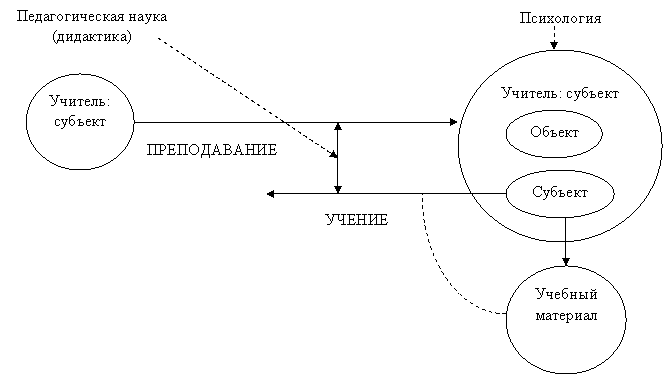 Педагогическая наука
(дидактика)
Психология
Учитель:
субъект
Учитель: субъект
Объект
ПРЕПОДАВАНИЕ
Субъект
УЧЕНИЕ
Учебный
материал